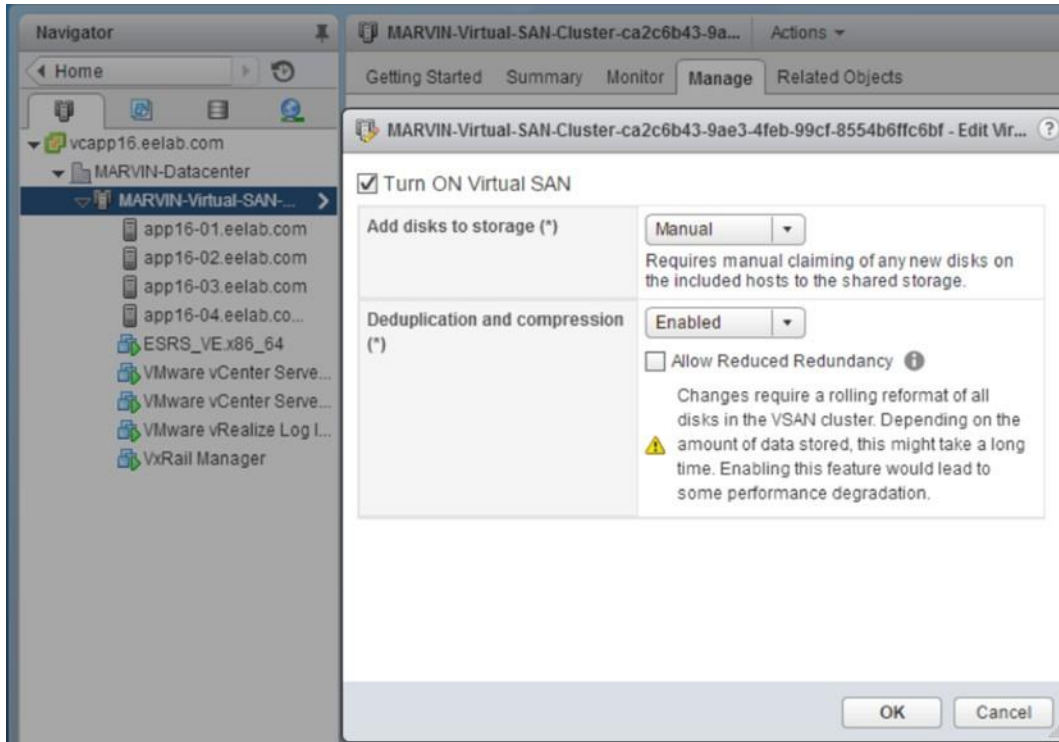 Navigator
MARVIN-Virtual-SAN-Cluster-ca2c6b43-9a... Actions
Home
Getting Started Summary Monitor Manage Related Objects
MARVIN-Virtual-SAN-Cluster-ca2c6b43-9ae3-4feb-99cf-8554b6ffc6bf - Edit Vir... ?
vcapp16.eelab.com
MARVIN-Datacenter
MARVIN-Virtual-SAN-...
app16-01.eelab.com
app16-02.eelab.com
app16-03.eelab.com
app16-04.eelab.co...
ESRS_VE.x86_64
VMware vCenter Serve...
VMware vCenter Serve...
VMware vRealize Log I...
VxRail Manager
Turn ON Virtual SAN
Add disks to storage (*)
Manual
Requires manual claiming of any new disks on
the included hosts to the shared storage.
Deduplication and compression
(*)
Enabled
Allow Reduced Redundancy
Changes require a rolling reformat of all
disks in the VSAN cluster. Depending on the
amount of data stored, this might take a long
time. Enabling this feature would lead to
some performance degradation.
OK Cancel